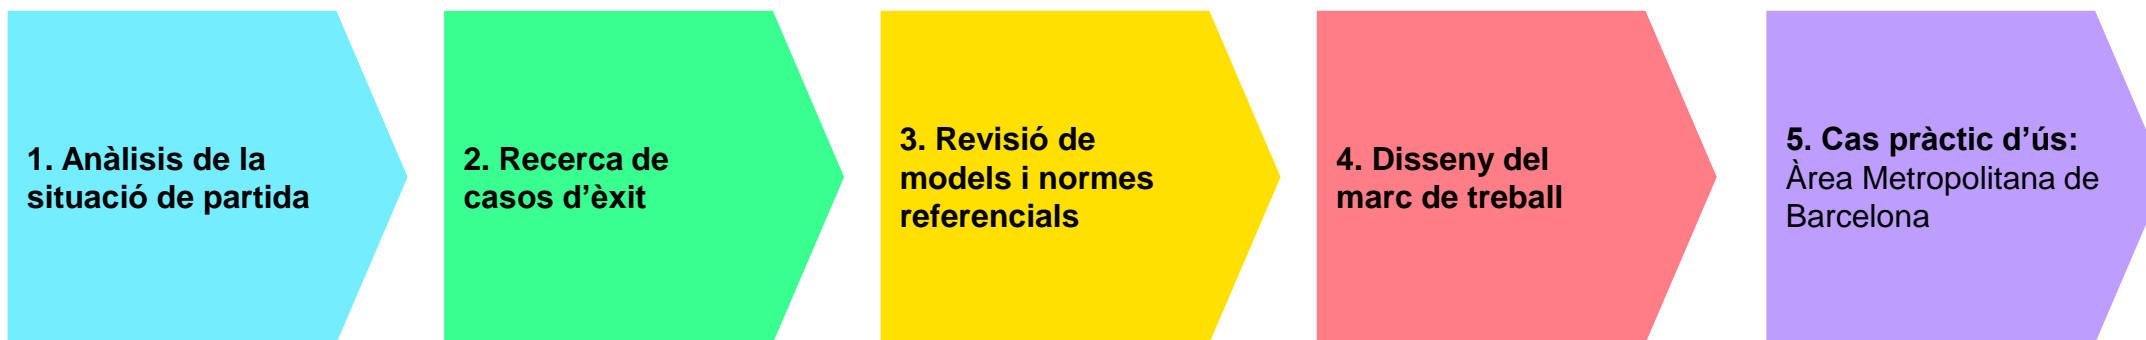 1. Anàlisis de la
situació de partida
2. Recerca de
casos d’èxit
3. Revisió de
models i normes
referencials
4. Disseny del
marc de treball
5. Cas pràctic d’ús:
Àrea Metropolitana de
Barcelona